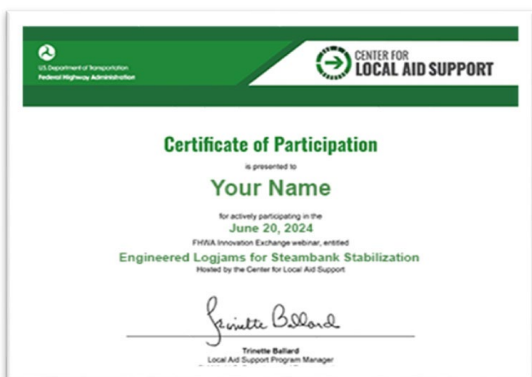 U.S. Department of Transportation
Federal Highway Administration
CENTER FOR
LOCAL AID SUPPORT
Certificate of Participation
is presented to
Your Name
for actively participating in the
June 20, 2024
FHWA Innovation Exchange webinar, entitled
Engineered Logjams for Steambank Stabilization
Hosted by the Center for Local Aid Support
Trinette Ballard
Trinette Ballard
Local Aid Support Program Manager